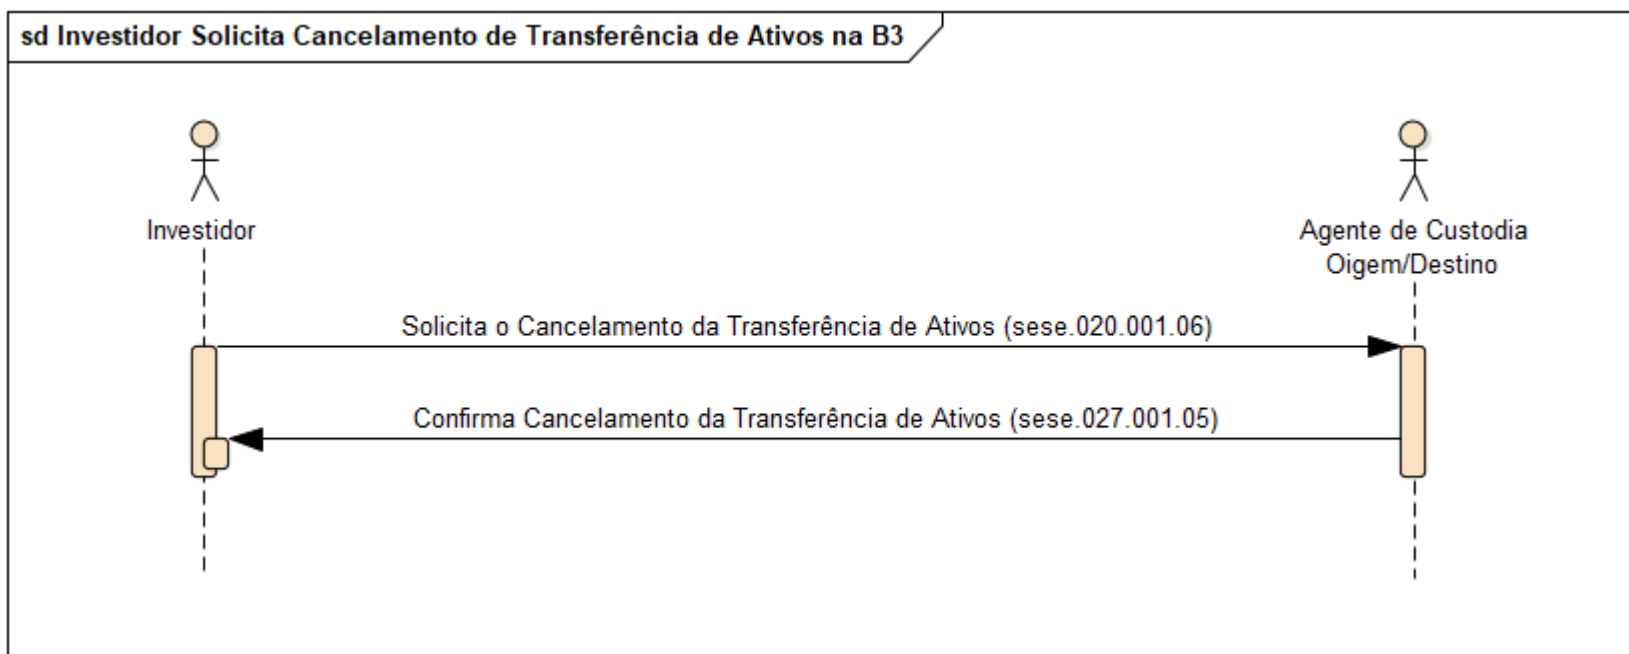 sd Investidor Solicita Cancelamento de Transferência de Ativos na B3
Investidor
Agente de Custodia
Oigem/Destino
Solicita o Cancelamento da Transferência de Ativos (sese.020.001.06)
Confirma Cancelamento da Transferência de Ativos (sese.027.001.05)